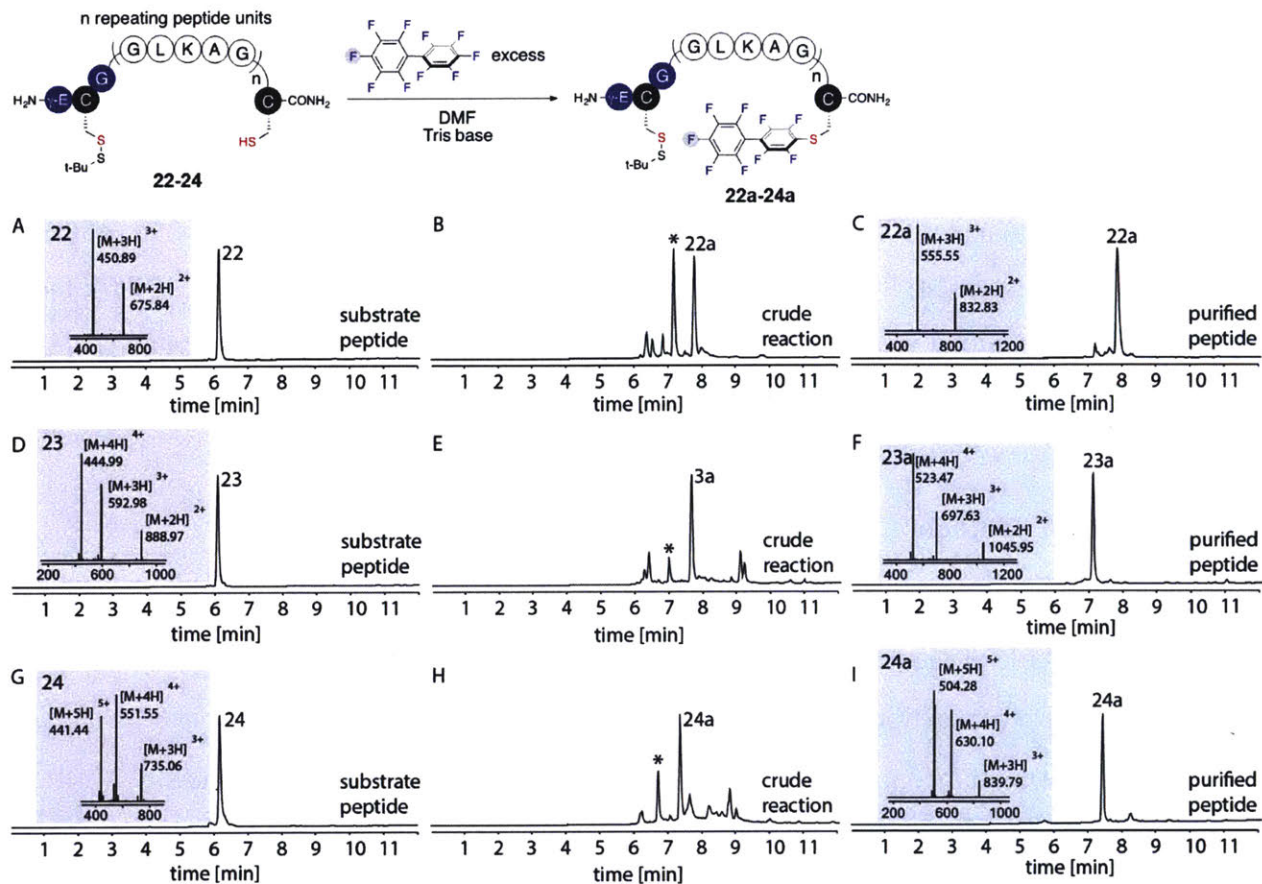 n repeating peptide units
G L K A G
n
G
H₂N
γ-E
C
C
CONH₂
HS
S
S
t-Bu
22-24
F F F F F F F F F F
excess
DMF
Tris base
G L K A G
n
G
H₂N
γ-E
C
C
CONH₂
S
S
t-Bu
F F F F F F F F F
S
22a-24a
A
22
[M+3H] 3+
450.89
[M+2H] 2+
675.84
400 800
22
substrate
peptide
1 2 3 4 5 6 7 8 9 10 11
time [min]
B
*
22a
crude
reaction
1 2 3 4 5 6 7 8 9 10 11
time [min]
C
22a
[M+3H] 3+
555.55
[M+2H] 2+
832.83
400 800 1200
22a
purified
peptide
1 2 3 4 5 6 7 8 9 10 11
time [min]
D
23
[M+4H] 4+
444.99
[M+3H] 3+
592.98
[M+2H] 2+
888.97
200 600 1000
23
substrate
peptide
1 2 3 4 5 6 7 8 9 10 11
time [min]
E
*
3a
crude
reaction
1 2 3 4 5 6 7 8 9 10 11
time [min]
F
23a
[M+4H] 4+
523.47
[M+3H] 3+
697.63
[M+2H] 2+
1045.95
400 800 1200
23a
purified
peptide
1 2 3 4 5 6 7 8 9 10 11
time [min]
G
24
[M+5H] 5+
441.44
[M+4H] 4+
551.55
[M+3H] 3+
735.06
400 800
24
substrate
peptide
1 2 3 4 5 6 7 8 9 10 11
time [min]
H
*
24a
crude
reaction
1 2 3 4 5 6 7 8 9 10 11
time [min]
I
24a
[M+5H] 5+
504.28
[M+4H] 4+
630.10
[M+3H] 3+
839.79
200 600 1000
24a
purified
peptide
1 2 3 4 5 6 7 8 9 10 11
time [min]